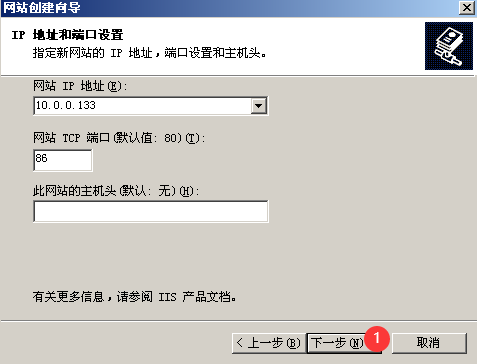 网站创建向导
IP 地址和端口设置
指定新网站的 IP 地址，端口设置和主机头。
网站 IP 地址(E):
10.0.0.133
网站 TCP 端口(默认值: 80)(T):
86
此网站的主机头(默认: 无)(H):
有关更多信息，请参阅 IIS 产品文档。
< 上一步(B) 下一步(N) 1 取消